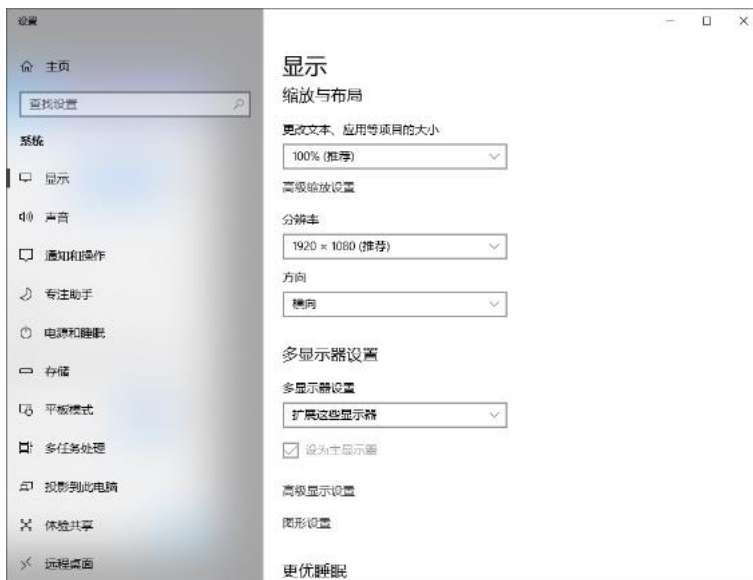 设置
主页
查找设置
系统
显示
声音
通知和操作
专注助手
电源和睡眠
存储
平板模式
多任务处理
投影到此电脑
体验共享
远程桌面
显示
缩放与布局
更改文本、应用等项目的大小
100% (推荐)
高级缩放设置
分辨率
1920 × 1080 (推荐)
方向
横向
多显示器设置
多显示器设置
扩展这些显示器
设为主显示器
高级显示设置
图形设置
更优睡眠